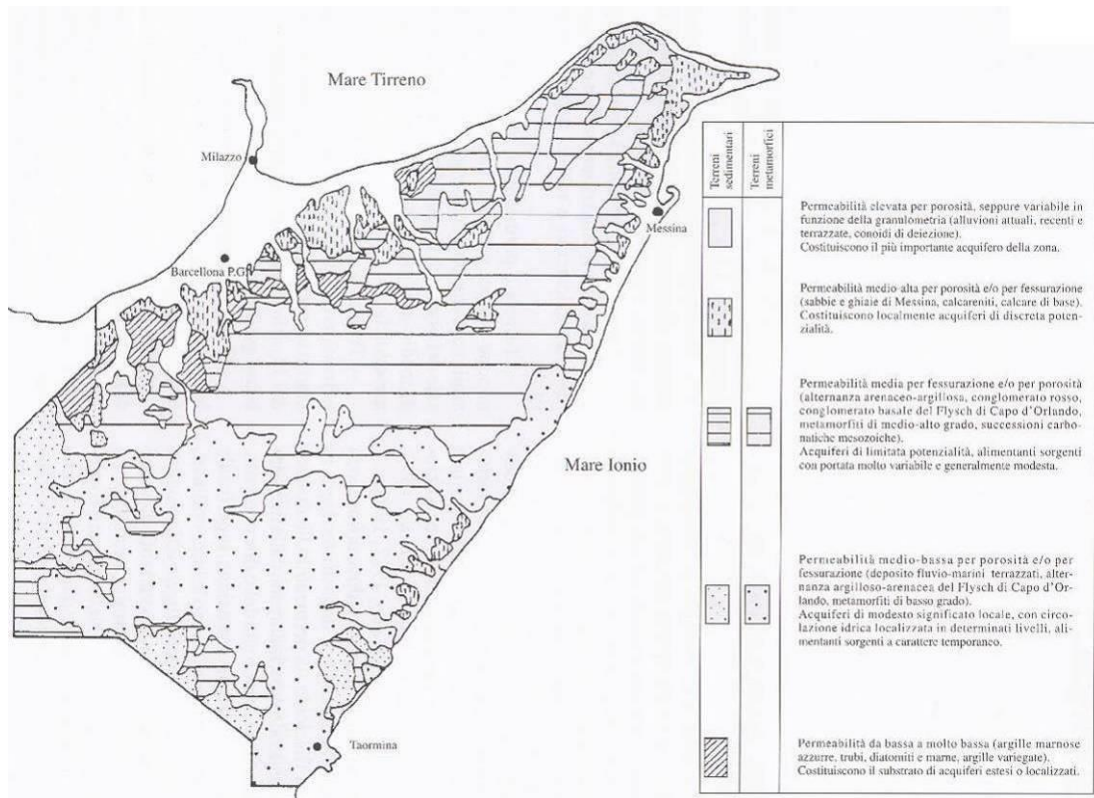 Mare Tirreno
Milazzo
Messina
Barcellona P.G.
Mare Ionio
Taormina
Terreni
sedimentari
Terreni
metamorfici
Permeabilità elevata per porosità, seppure variabile in
funzione della granulometria (alluvioni attuali, recenti e
terrazzate, conoidi di deiezione).
Costituiscono il più importante acquifero della zona.
Permeabilità medio-alta per porosità e/o per fessurazione
(sabbie e ghiaie di Messina, calcareniti, calcare di base).
Costituiscono localmente acquiferi di discreta poten-
zialità.
Permeabilità media per fessurazione e/o per porosità
(alternanza arenaceo-argillosa, conglomerato rosso,
conglomerato basale del Flysch di Capo d'Orlando,
metamorfiti di medio-alto grado, successioni carbo-
natiche mesozoiche).
Acquiferi di limitata potenzialità, alimentanti sorgenti
con portata molto variabile e generalmente modesta.
Permeabilità medio-bassa per porosità e/o per
fessurazione (deposito fluvio-marini terrazzati, alter-
nanza argilloso-arenacea del Flysch di Capo d'Or-
lando, metamorfiti di basso grado).
Acquiferi di modesto significato locale, con circo-
lazione idrica localizzata in determinati livelli, ali-
mentanti sorgenti a carattere temporaneo.
Permeabilità da bassa a molto bassa (argille marnose
azzurre, trubi, diatomiti e marne, argille variegate).
Costituiscono il substrato di acquiferi estesi o localizzati.